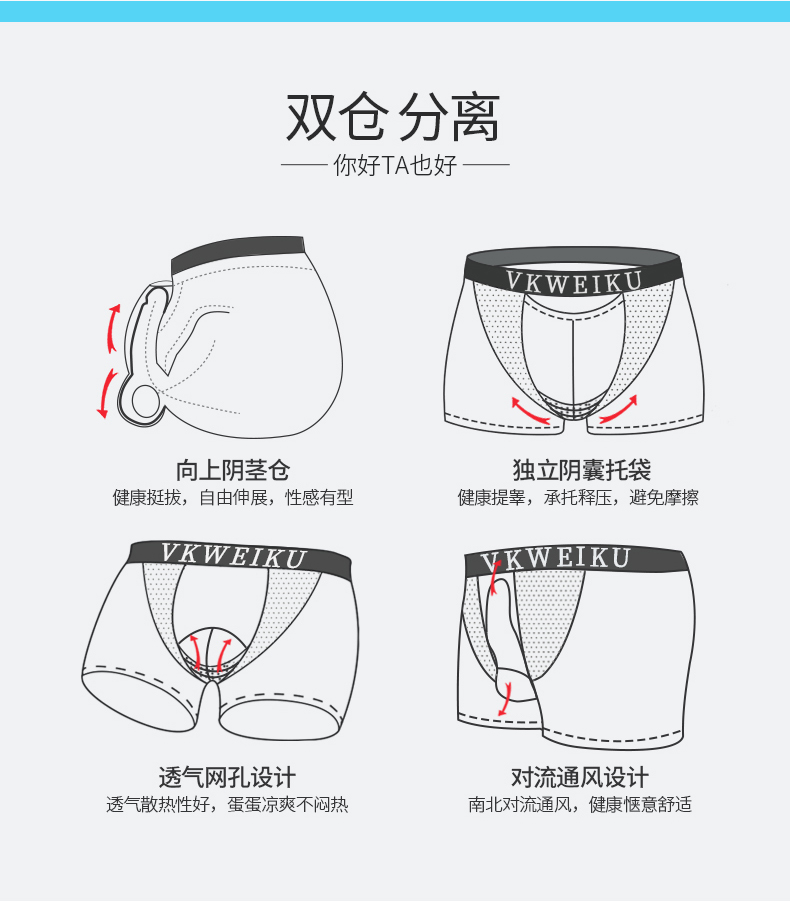 双仓分离
你好TA也好
VKWEIKU
向上阴茎仓
健康挺拔，自由伸展，性感有型
独立阴囊托袋
健康提睾，承托释压，避免摩擦
VKWEIKU
VKWEIKU
透气网孔设计
透气散热性好，蛋蛋凉爽不闷热
对流通风设计
南北对流通风，健康惬意舒适